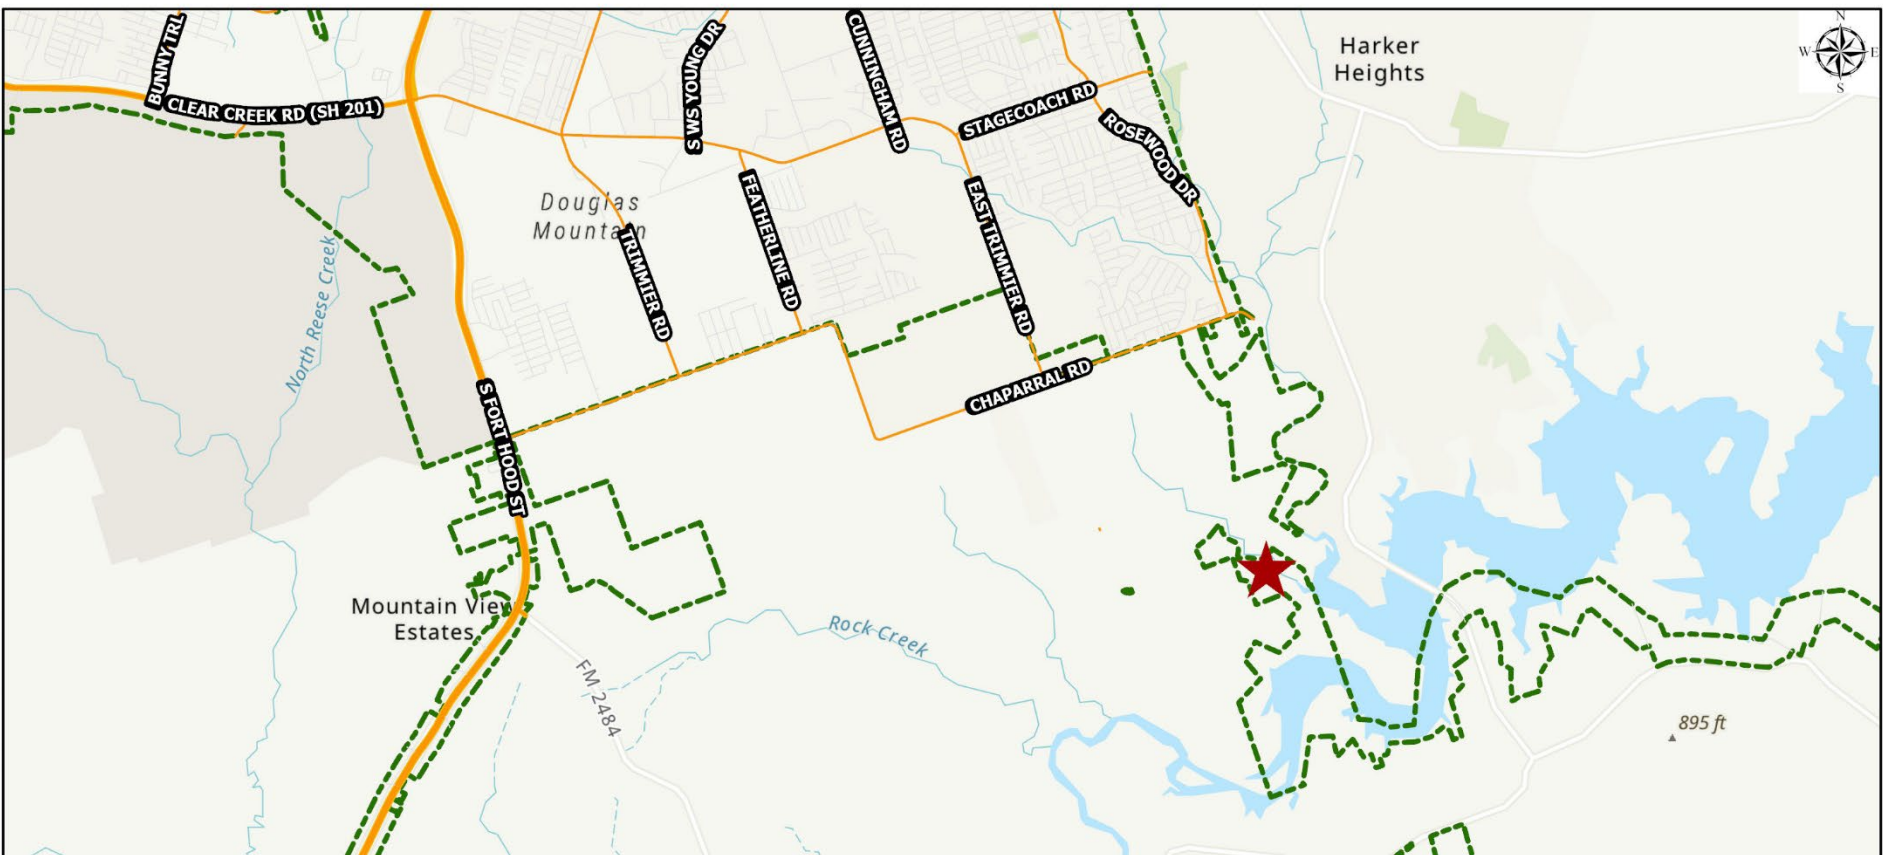 N
W
E
S
Harker
Heights
BUNNY TRL
CLEAR CREEK RD (SH 201)
S WS YOUNG DR
CUNNINGHAM RD
STAGECOACH RD
ROSEWOOD DR
Douglas
Mountain
TRIMMIER RD
FEATHERLINE RD
EAST TRIMMIER RD
North Reese Creek
CHAPARRAL RD
S FORT HOOD ST
Mountain View
Estates
Rock Creek
FM 2484
895 ft